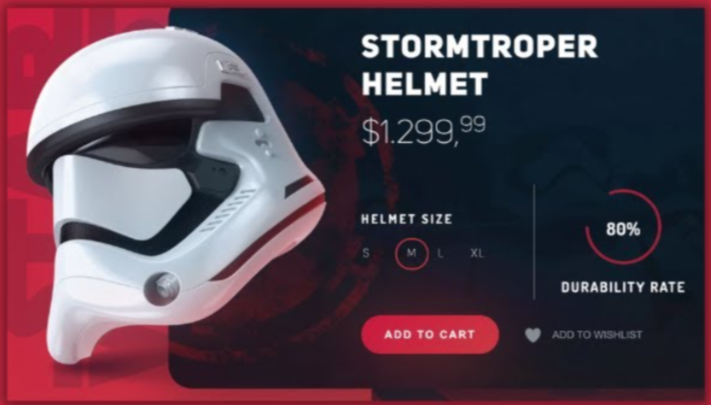 STORMTROPER
HELMET
$1.299,99
HELMET SIZE
S M L XL
80%
DURABILITY RATE
ADD TO CART
ADD TO WISHLIST